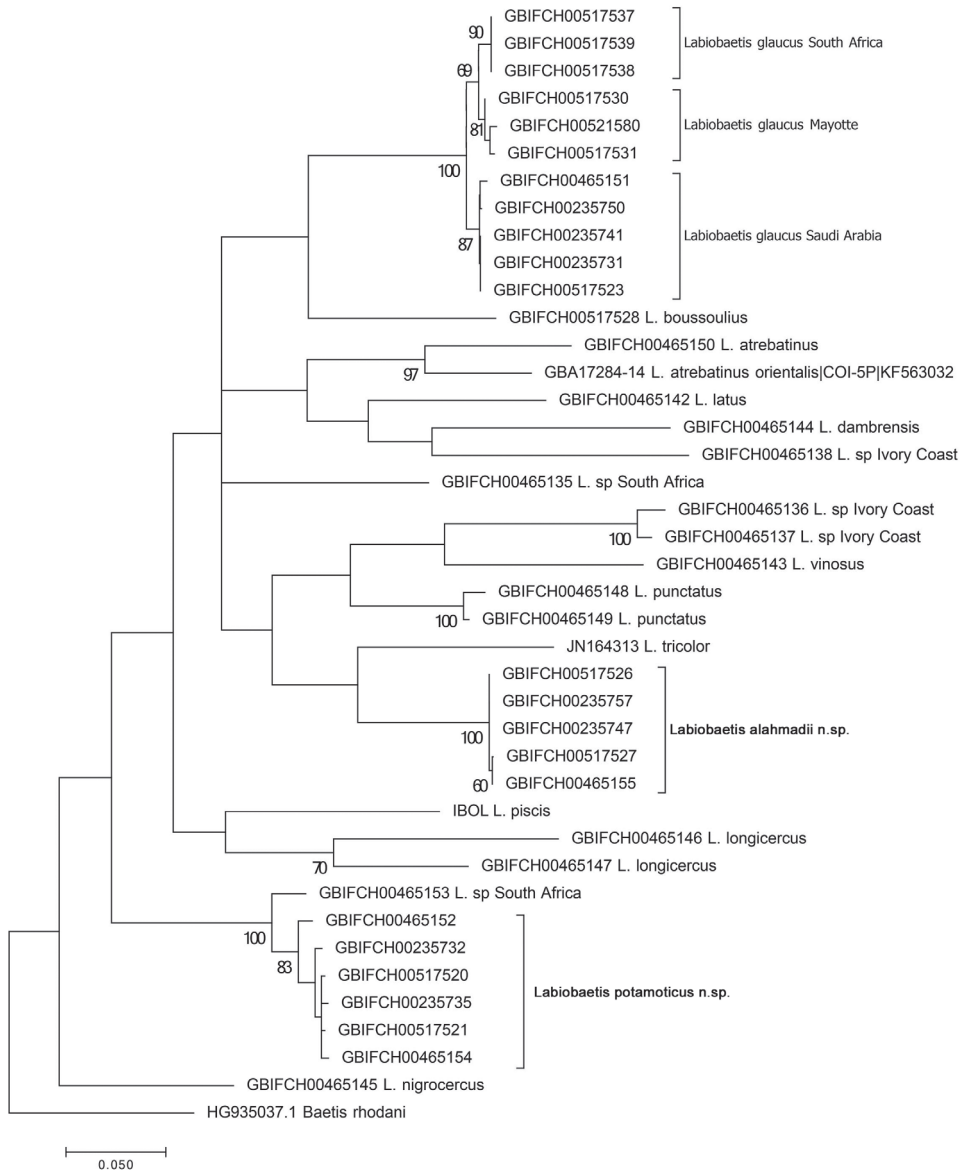 GBIFCH00517537
90
GBIFCH00517539
Labiobaetis glaucus South Africa
69
GBIFCH00517538
GBIFCH00517530
81
GBIFCH00521580
Labiobaetis glaucus Mayotte
GBIFCH00517531
100
GBIFCH00465151
GBIFCH00235750
87
GBIFCH00235741
Labiobaetis glaucus Saudi Arabia
GBIFCH00235731
GBIFCH00517523
GBIFCH00517528 L. boussoulius
GBIFCH00465150 L. atrebatinus
97
GBA17284-14 L. atrebatinus orientalis|COI-5P|KF563032
GBIFCH00465142 L. latus
GBIFCH00465144 L. dambrensis
GBIFCH00465138 L. sp Ivory Coast
GBIFCH00465135 L. sp South Africa
GBIFCH00465136 L. sp Ivory Coast
100
GBIFCH00465137 L. sp Ivory Coast
GBIFCH00465143 L. vinosus
GBIFCH00465148 L. punctatus
100
GBIFCH00465149 L. punctatus
JN164313 L. tricolor
GBIFCH00517526
GBIFCH00235757
100
GBIFCH00235747
Labiobaetis alahmadii n.sp.
GBIFCH00517527
60
GBIFCH00465155
IBOL L. piscis
GBIFCH00465146 L. longicercus
70
GBIFCH00465147 L. longicercus
GBIFCH00465153 L. sp South Africa
100
GBIFCH00465152
83
GBIFCH00235732
GBIFCH00517520
Labiobaetis potamoticus n.sp.
GBIFCH00235735
GBIFCH00517521
GBIFCH00465154
GBIFCH00465145 L. nigrocercus
HG935037.1 Baetis rhodani
0.050